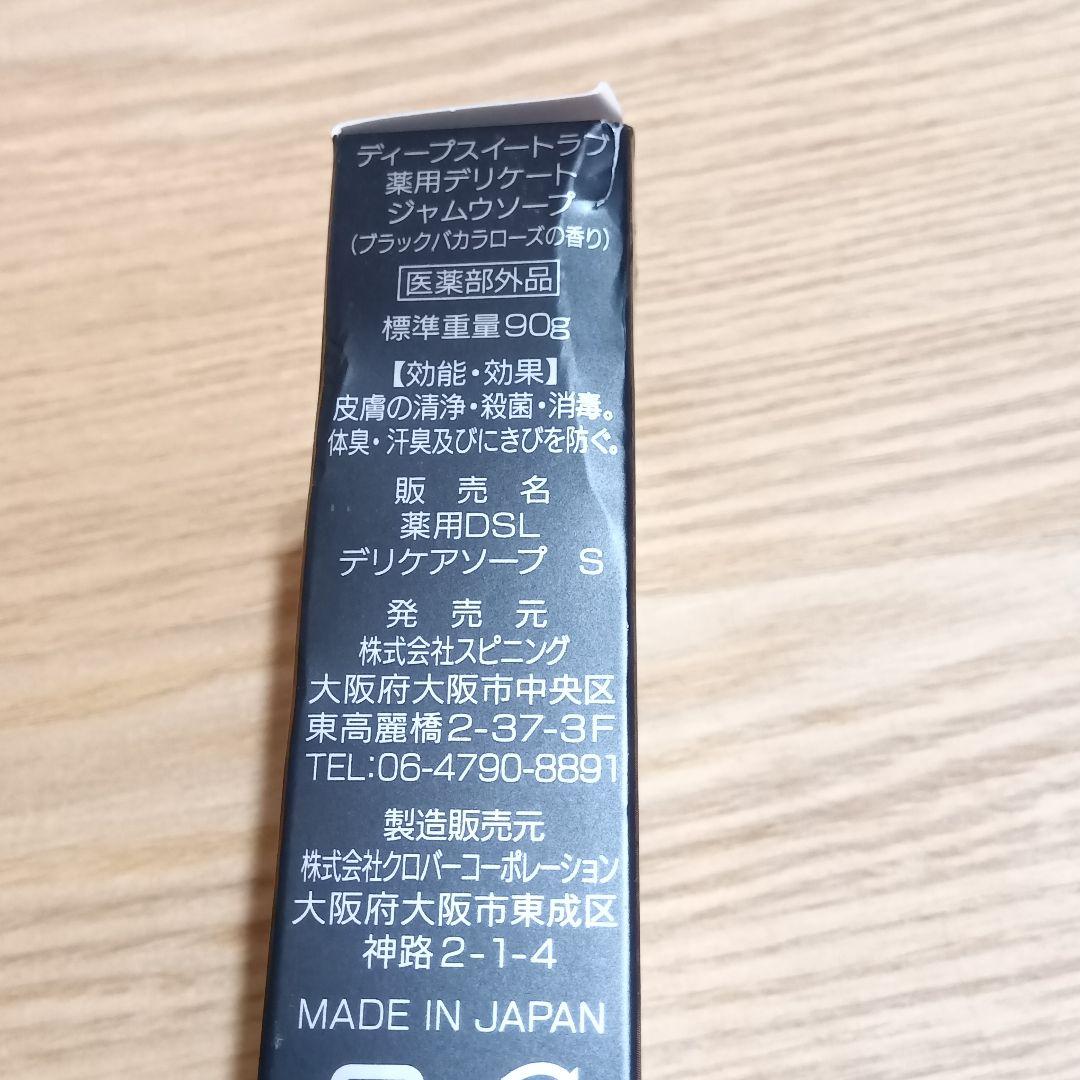 ディープスイートラブ
薬用デリケート
ジャムウソープ
(ブラックバカラローズの香り)
医薬部外品
標準重量90g
【効能・効果】
皮膚の清浄・殺菌・消毒。
体臭・汗臭及びにきびを防ぐ。
販 売 名
薬用DSL
デリケアソープ S
発 売 元
株式会社スピニング
大阪府大阪市中央区
東高麗橋2-37-3F
TEL:06-4790-8891
製造販売元
株式会社クロバーコーポレーション
大阪府大阪市東成区
神路2-1-4
MADE IN JAPAN